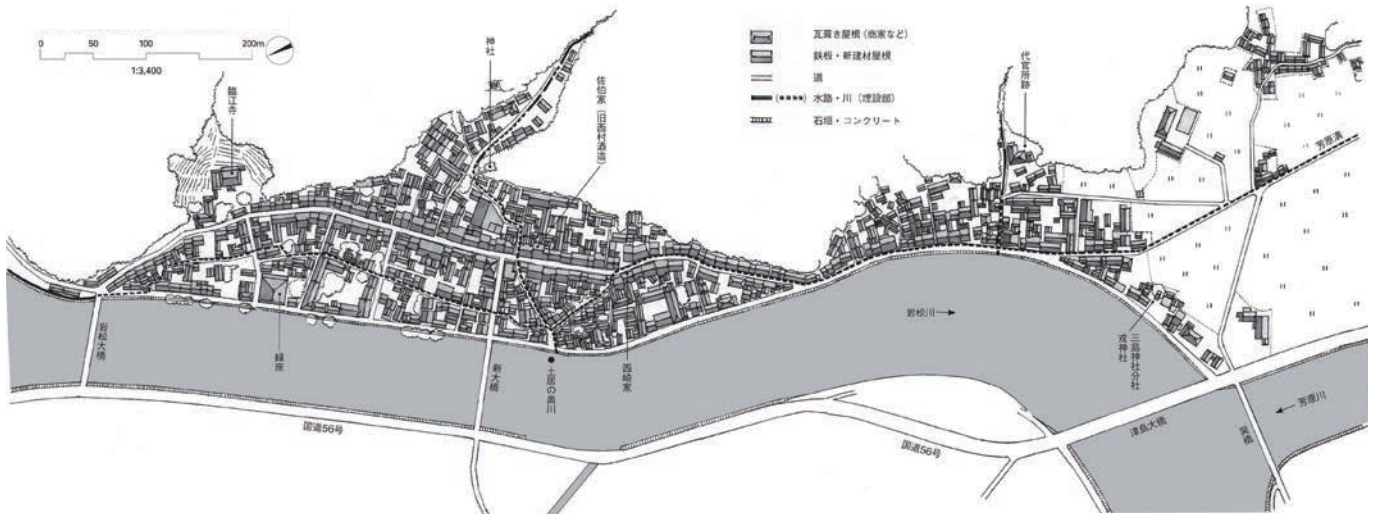 0 50 100 200m
1:3,400
瓦葺き屋根（商家など）
鉄板・新建材屋根
道
水路・川（埋設部）
石垣・コンクリート
臨江寺
神社
佐伯家（旧西村酒造）
代官所跡
芳原溝
岩松大橋
緑座
新大橋
土居の奥川
西崎家
岩松川
三島神社分社
戎神社
国道56号
国道56号
津島大橋
芳原川